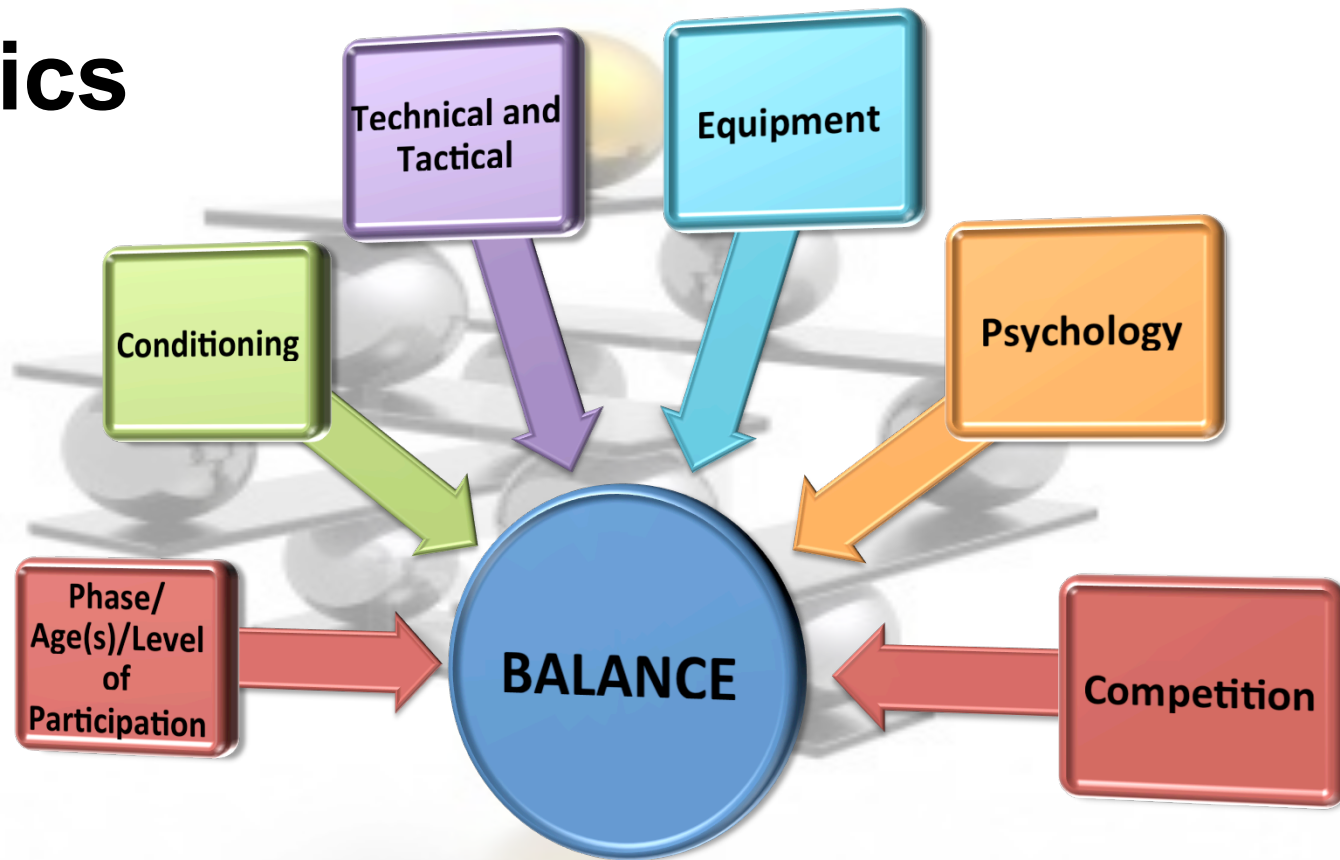 ics
Technical and
Tactical
Equipment
Conditioning
Psychology
Phase/
Age(s)/Level
of
Participation
BALANCE
Competition